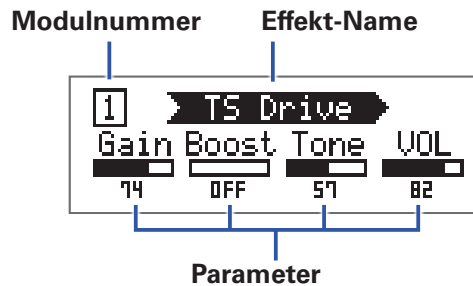 Modulnummer Effekt-Name
1 TS Drive
Gain Boost Tone VOL
74 OFF 57 82
Parameter